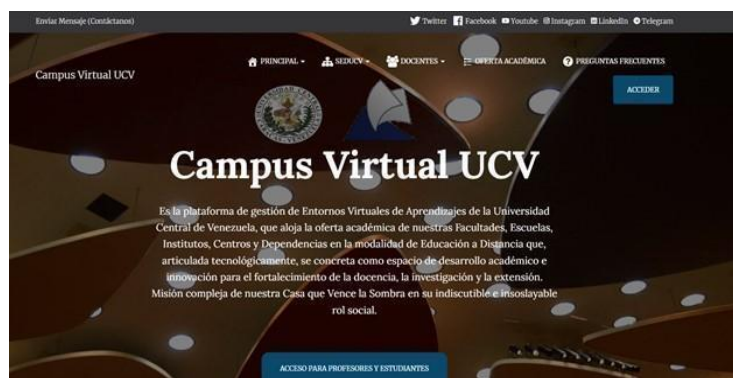 Enviar Mensaje (Contáctanos)
Twitter Facebook Youtube Instagram LinkedIn Telegram
Campus Virtual UCV
PRINCIPAL SEDUCV DOCENTES OFERTA ACADÉMICA PREGUNTAS FRECUENTES
ACCEDER
Campus Virtual UCV
Es la plataforma de gestión de Entornos Virtuales de Aprendizajes de la Universidad
Central de Venezuela, que aloja la oferta académica de nuestras Facultades, Escuelas,
Institutos, Centros y Dependencias en la modalidad de Educación a Distancia que,
articulada tecnológicamente, se concreta como espacio de desarrollo académico e
innovación para el fortalecimiento de la docencia, la investigación y la extensión.
Misión compleja de nuestra Casa que Vence la Sombra en su indiscutible e insoslayable
rol social.
ACCESO PARA PROFESORES Y ESTUDIANTES